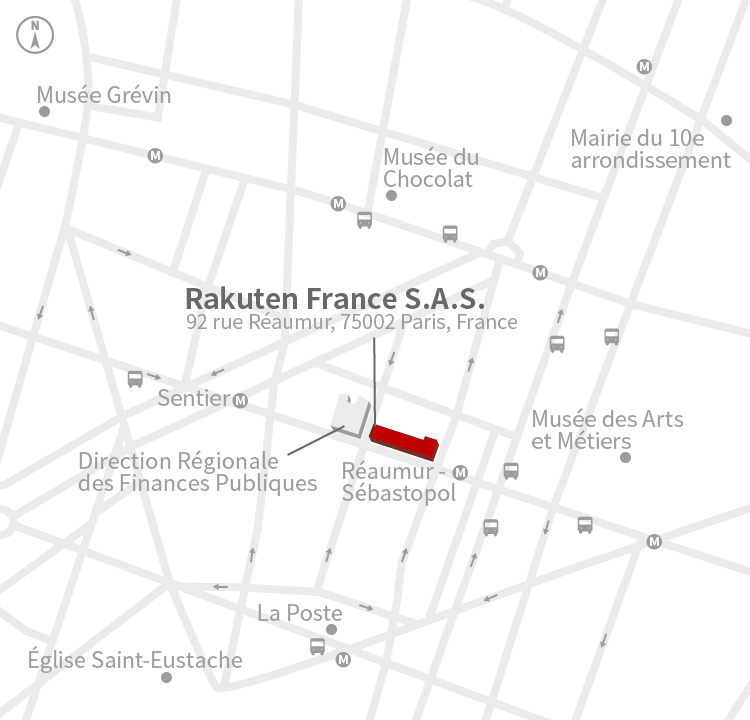 N
M
Musée Grévin
Mairie du 10e
arrondissement
M
Musée du
Chocolat
M
M
Rakuten France S.A.S.
92 rue Réaumur, 75002 Paris, France
Sentier M
Musée des Arts
et Métiers
Direction Régionale
des Finances Publiques
Réaumur - M
Sébastopol
M
La Poste
M
Église Saint-Eustache